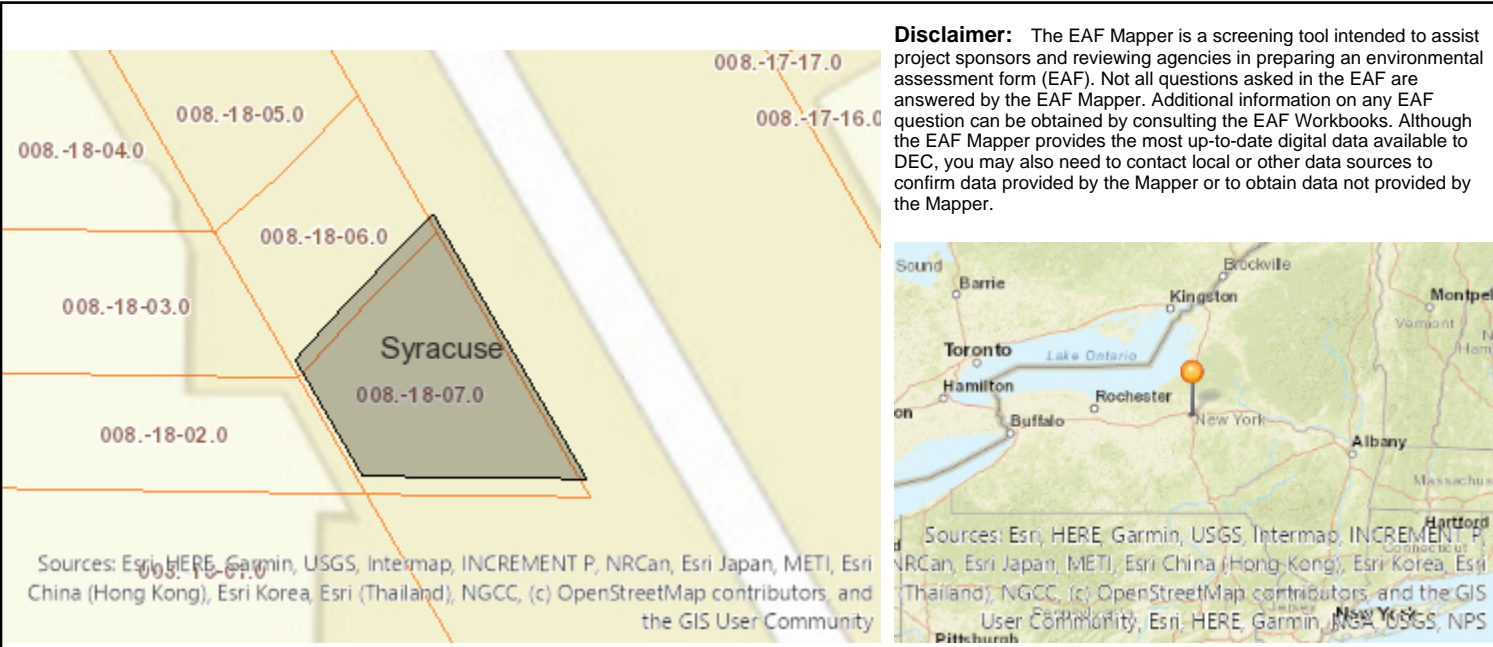 008.-17-17.0
008.-18-05.0
008.-17-16.0
008.-18-04.0
008.-18-06.0
008.-18-03.0
Syracuse
008.-18-07.0
008.-18-02.0
Sources: Esri, HERE, Garmin, USGS, Intermap, INCREMENT P, NRCan, Esri Japan, METI, Esri
China (Hong Kong), Esri Korea, Esri (Thailand), NGCC, (c) OpenStreetMap contributors, and
the GIS User Community
Disclaimer: The EAF Mapper is a screening tool intended to assist
project sponsors and reviewing agencies in preparing an environmental
assessment form (EAF). Not all questions asked in the EAF are
answered by the EAF Mapper. Additional information on any EAF
question can be obtained by consulting the EAF Workbooks. Although
the EAF Mapper provides the most up-to-date digital data available to
DEC, you may also need to contact local or other data sources to
confirm data provided by the Mapper or to obtain data not provided by
the Mapper.
Sound
Barrie
Brockville
Kingston
Montpel
Vermont
Toronto
Lake Ontario
Hamilton
Rochester
Buffalo
New York
Albany
Massachus
Hartford
Connecticut
Sources: Esri, HERE, Garmin, USGS, Intermap, INCREMENT P,
NRCan, Esri Japan, METI, Esri China (Hong Kong), Esri Korea, Esri
(Thailand), NGCC, (c) OpenStreetMap contributors, and the GIS
User Community, Esri, HERE, Garmin, NGA, USGS, NPS
Pennsylvania
New York
Pittsburgh